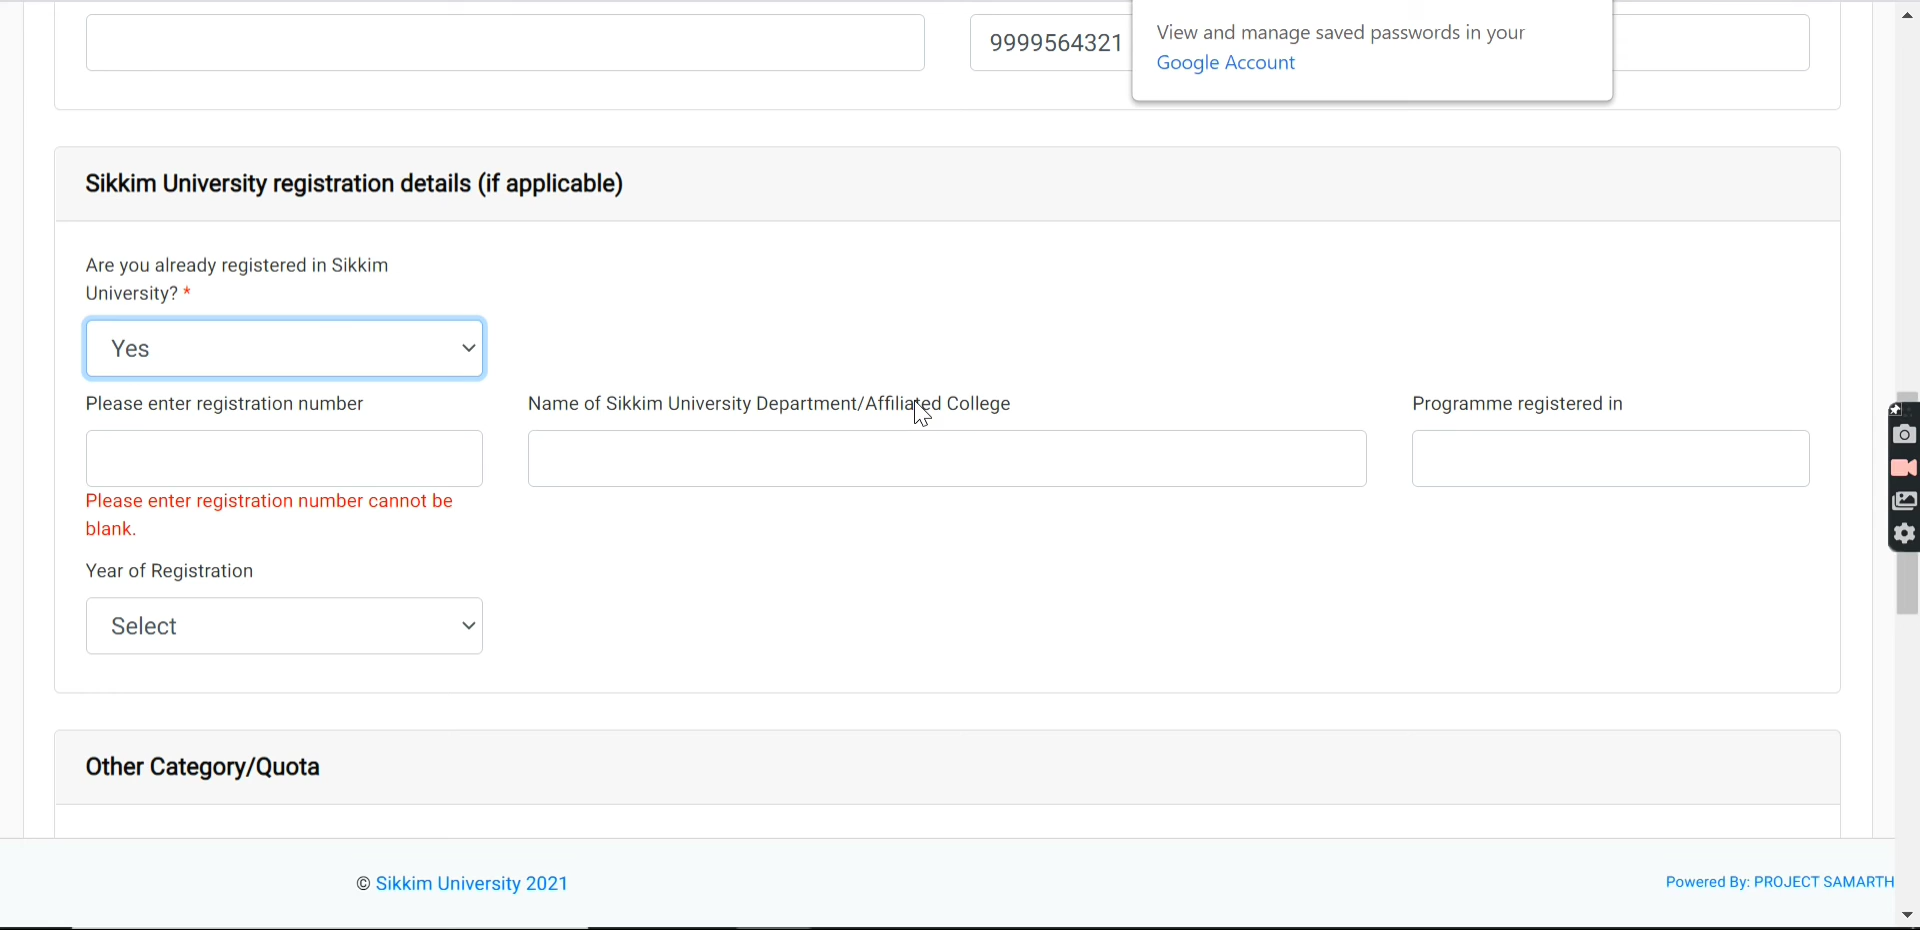 9999564321
View and manage saved passwords in your
Google Account
Sikkim University registration details (if applicable)
Are you already registered in Sikkim
University? *
Yes
Please enter registration number
Name of Sikkim University Department/Affiliated College
Programme registered in
Please enter registration number cannot be
blank.
Year of Registration
Select
Other Category/Quota
© Sikkim University 2021
Powered By: PROJECT SAMARTH